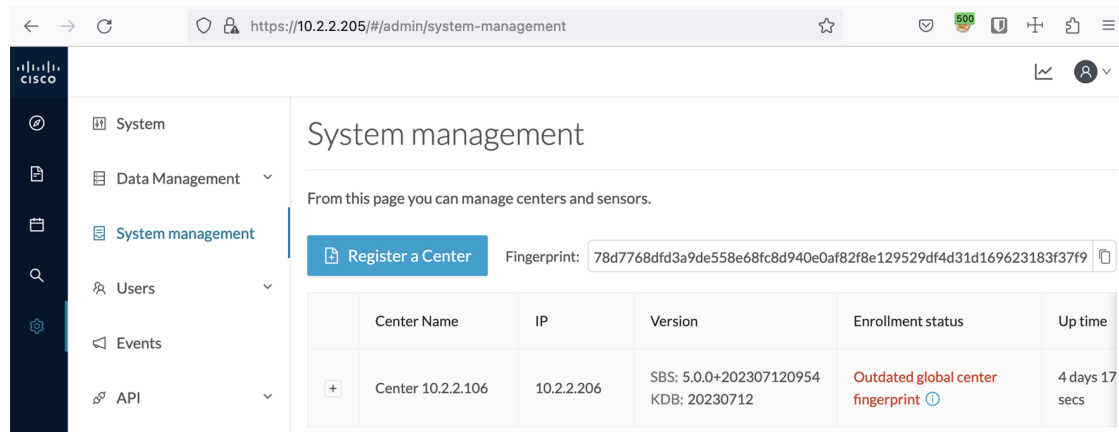 https://10.2.2.205/#/admin/system-management
500
CISCO
System
Data Management
System management
Users
Events
API
System management
From this page you can manage centers and sensors.
Register a Center
Fingerprint: 78d7768dfd3a9de558e68fc8d940e0af82f8e129529df4d31d169623183f37f9
Center Name IP Version Enrollment status Up time
Center 10.2.2.106 10.2.2.206 SBS: 5.0.0+202307120954 Outdated global center 4 days 17
KDB: 20230712 fingerprint secs